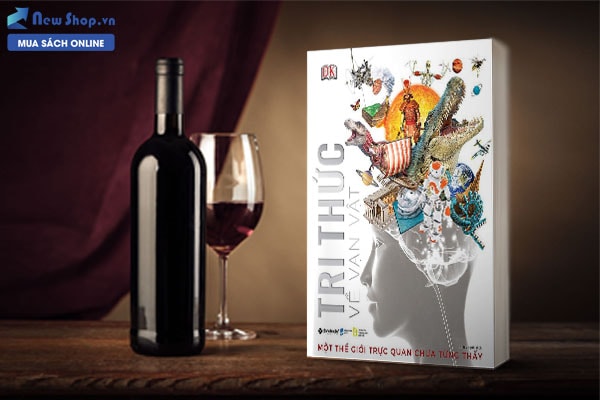 NewShop.vn
MUA SÁCH ONLINE
DK
TRI THỨC
VỀ VẠN VẬT
MỘT THẾ GIỚI TRỰC QUAN CHƯA TỪNG THẤY